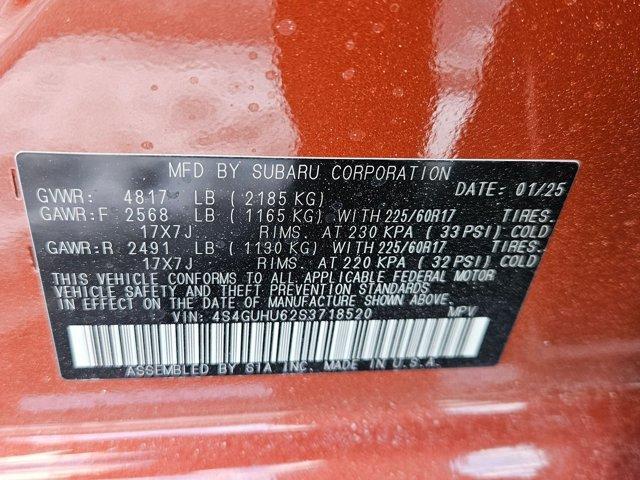 MFD BY SUBARU CORPORATION
GVWR: 4817 LB (2185 KG) DATE: 01/25
GAWR:F 2568 LB (1165 KG) WITH 225/60R17 TIRES.
17X7J RIMS. AT 230 KPA (33 PSI) COLD
GAWR:R 2491 LB (1130 KG) WITH 225/60R17 TIRES.
17X7J RIMS. AT 220 KPA (32 PSI) COLD
THIS VEHICLE CONFORMS TO ALL APPLICABLE FEDERAL MOTOR
VEHICLE SAFETY AND THEFT PREVENTION STANDARDS
IN EFFECT ON THE DATE OF MANUFACTURE SHOWN ABOVE.
VIN: 4S4GUHU62S3718520 MPV
ASSEMBLED BY SIA INC. MADE IN U.S.A.